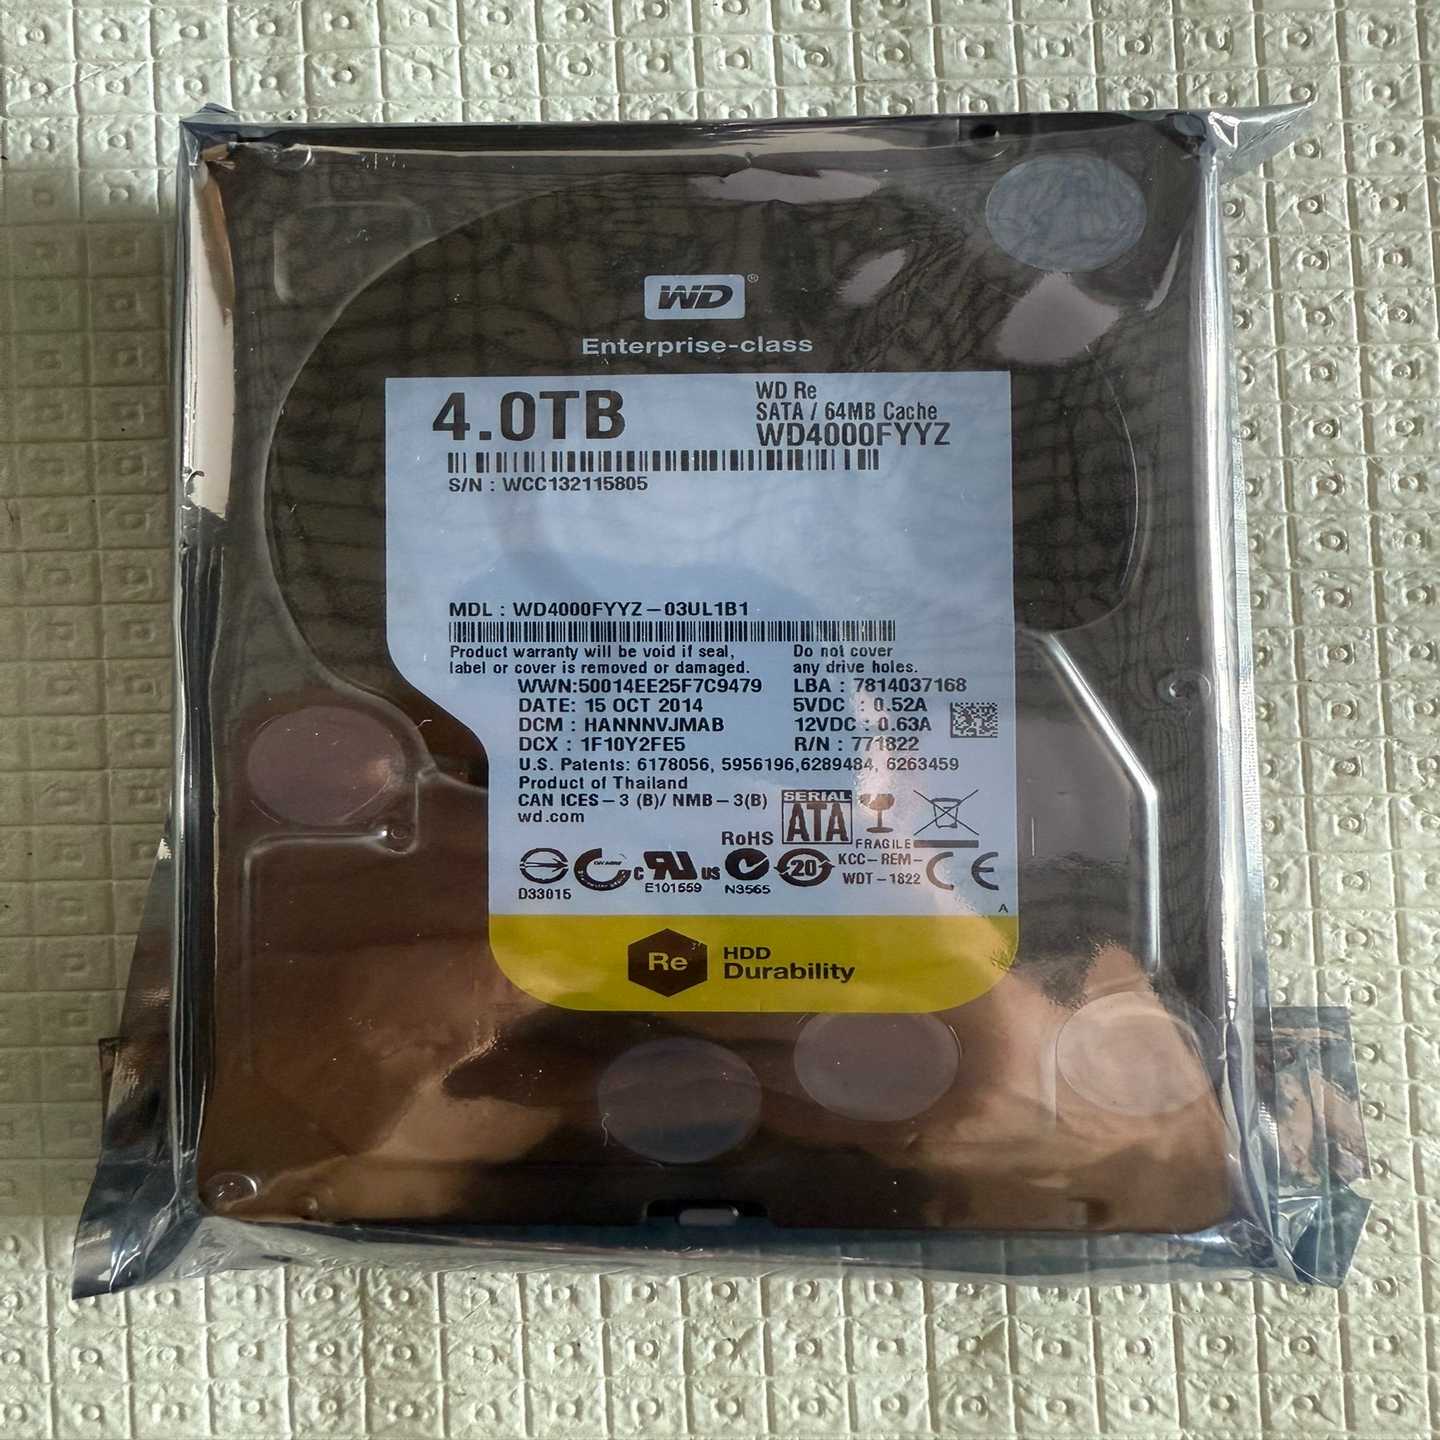 WD®
Enterprise-class
4.0TB
WD Re
SATA / 64MB Cache
WD4000FYYZ
S/N : WCC132115805
MDL : WD4000FYYZ-03UL1B1
Product warranty will be void if seal,
label or cover is removed or damaged.
Do not cover
any drive holes.
WWN:50014EE25F7C9479
LBA : 7814037168
DATE: 15 OCT 2014
5VDC : 0.52A
DCM : HANNNVJMAB
12VDC : 0.63A
DCX : 1F10Y2FE5
R/N : 771822
U.S. Patents: 6178056, 5956196,6289484, 6263459
Product of Thailand
CAN ICES-3 (B)/ NMB-3(B)
wd.com
RoHS
SERIAL
ATA
FRAGILE
D33015
c
US
E101559
N3565
20
KCC-REM-
WDT-1822
CE
A
Re
HDD
Durability